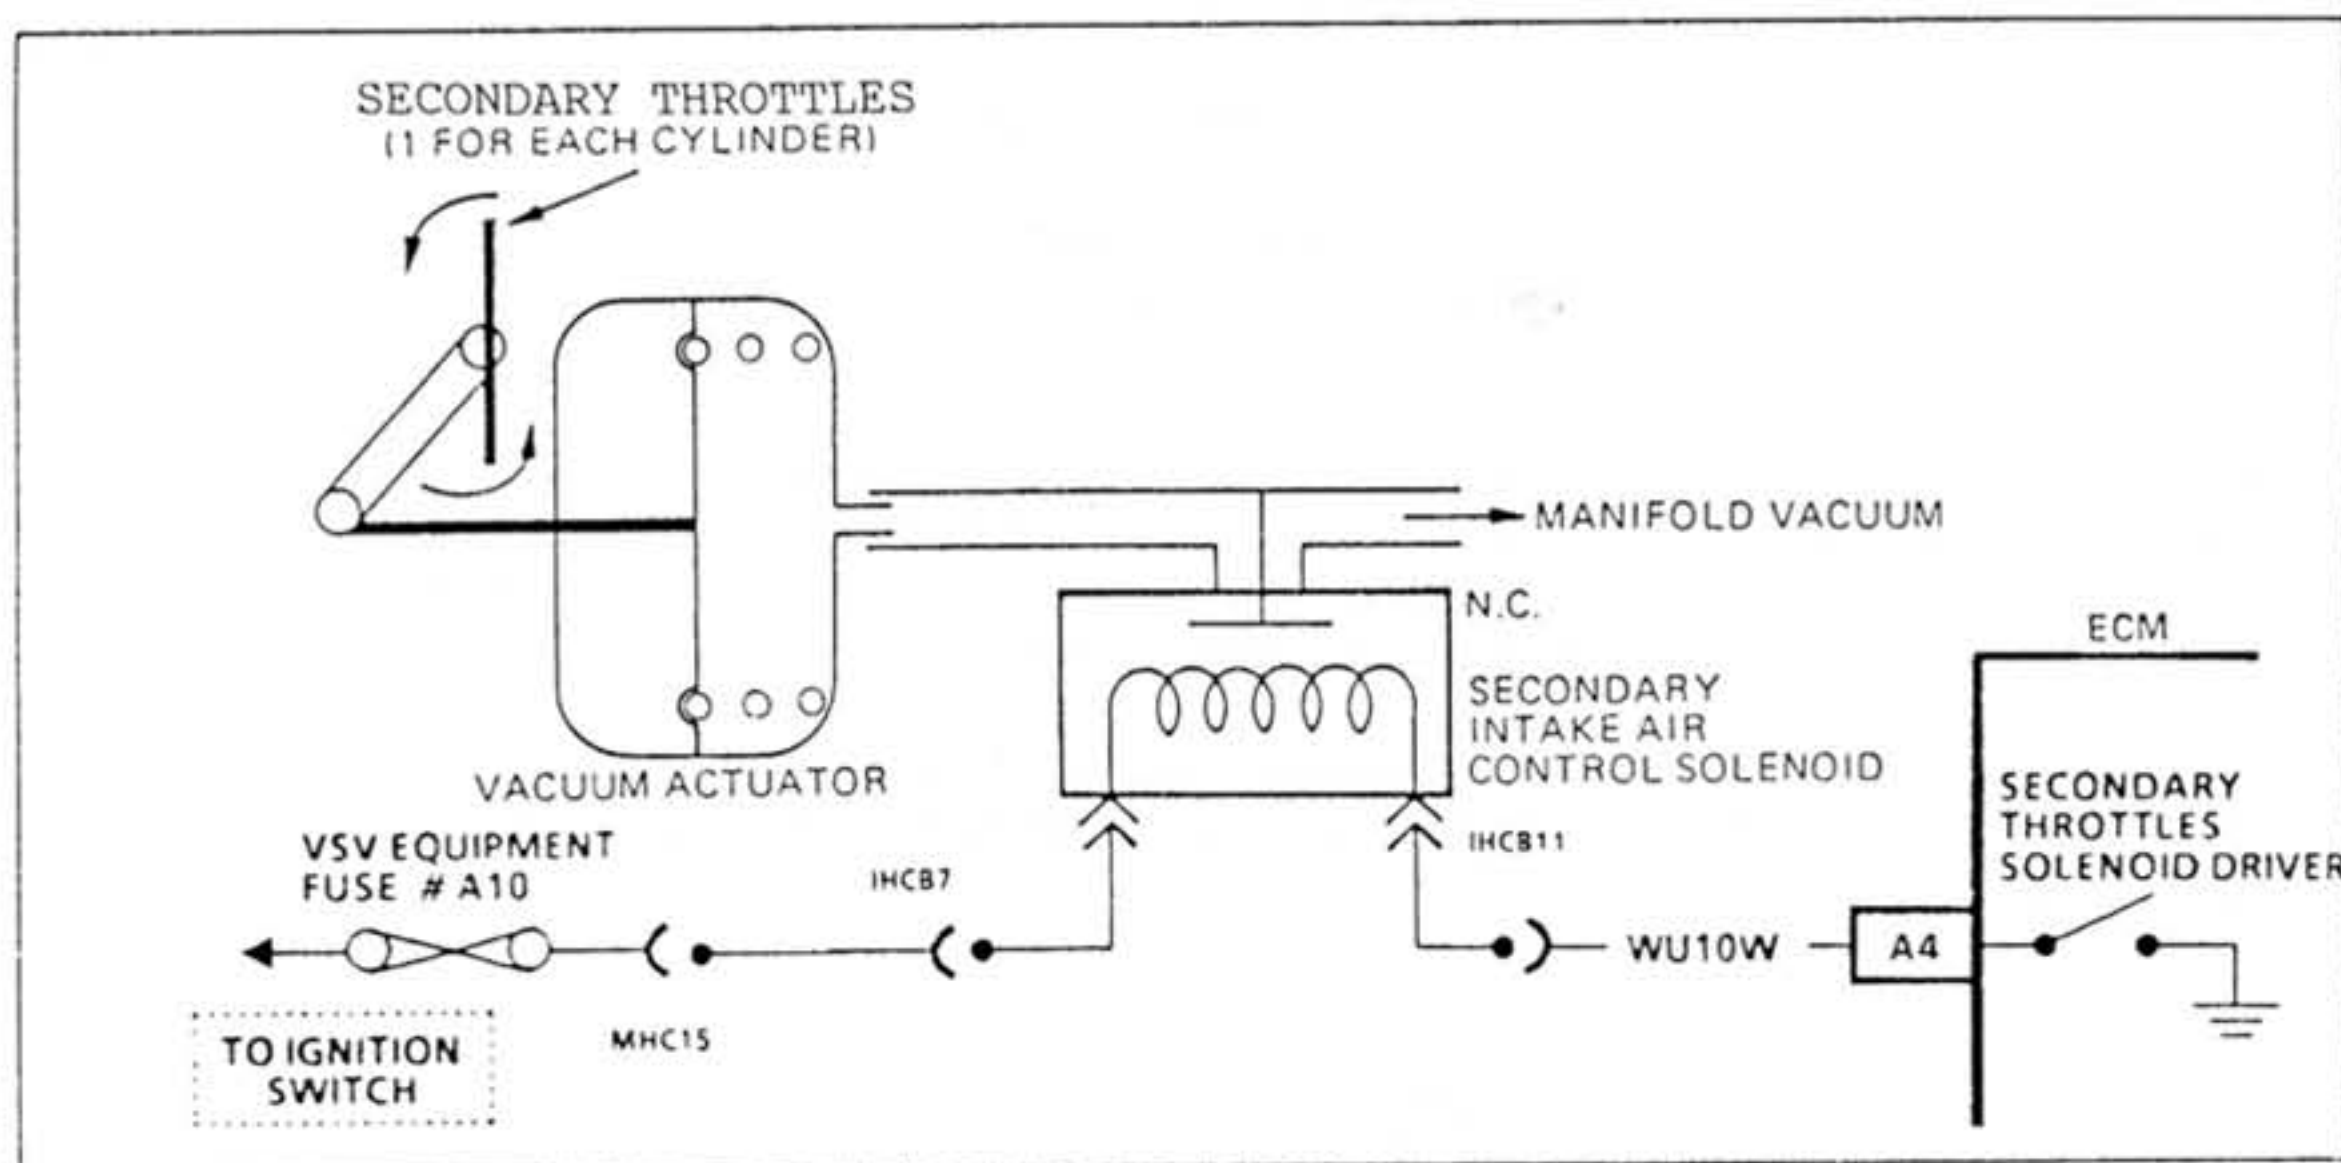 SECONDARY THROTTLES
(1 FOR EACH CYLINDER)
MANIFOLD VACUUM
N.C.
ECM
SECONDARY
INTAKE AIR
CONTROL SOLENOID
VACUUM ACTUATOR
SECONDARY
THROTTLES
SOLENOID DRIVER
VSV EQUIPMENT
FUSE # A10
IHCB7
IHCB11
WU10W
A4
MHC15
TO IGNITION
SWITCH